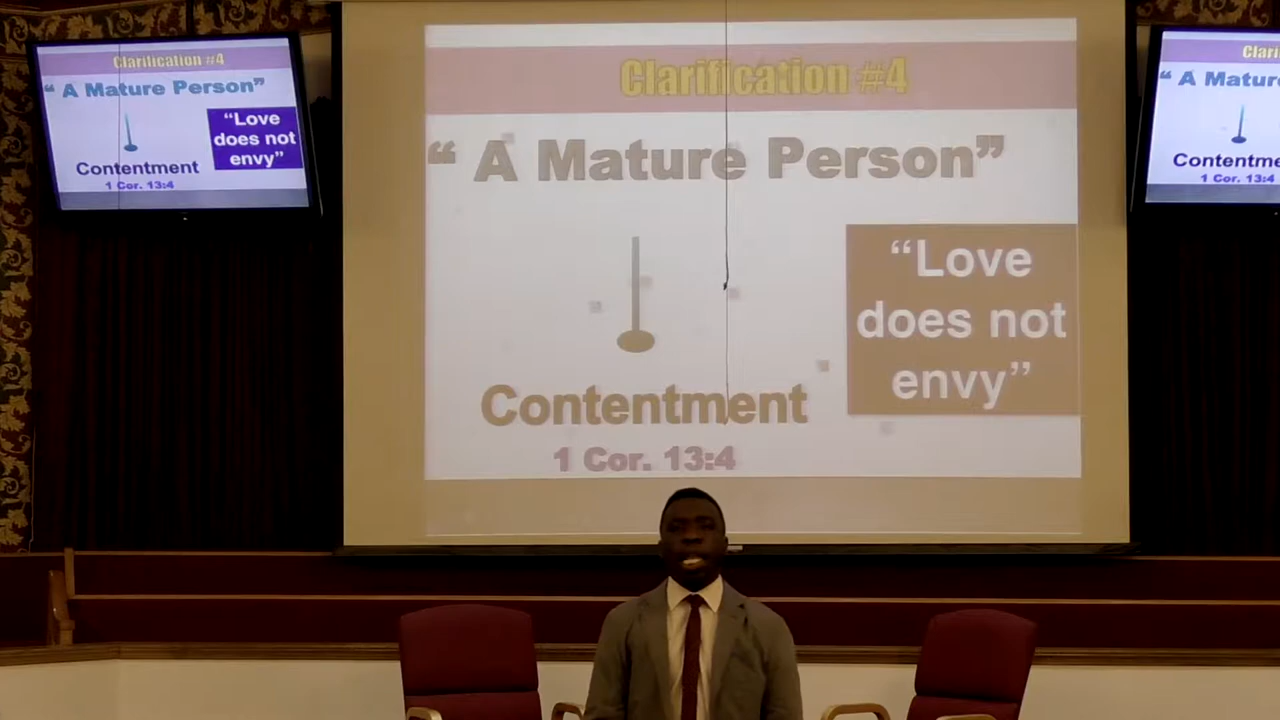 Clarification #4
“ A Mature Person”
“Love
does not
envy”
Contentment
1 Cor. 13:4
Clarification #4
“ A Mature Person”
“Love
does not
envy”
Contentment
1 Cor. 13:4
Clari
“ A Mature
Contentme
1 Cor. 13:4